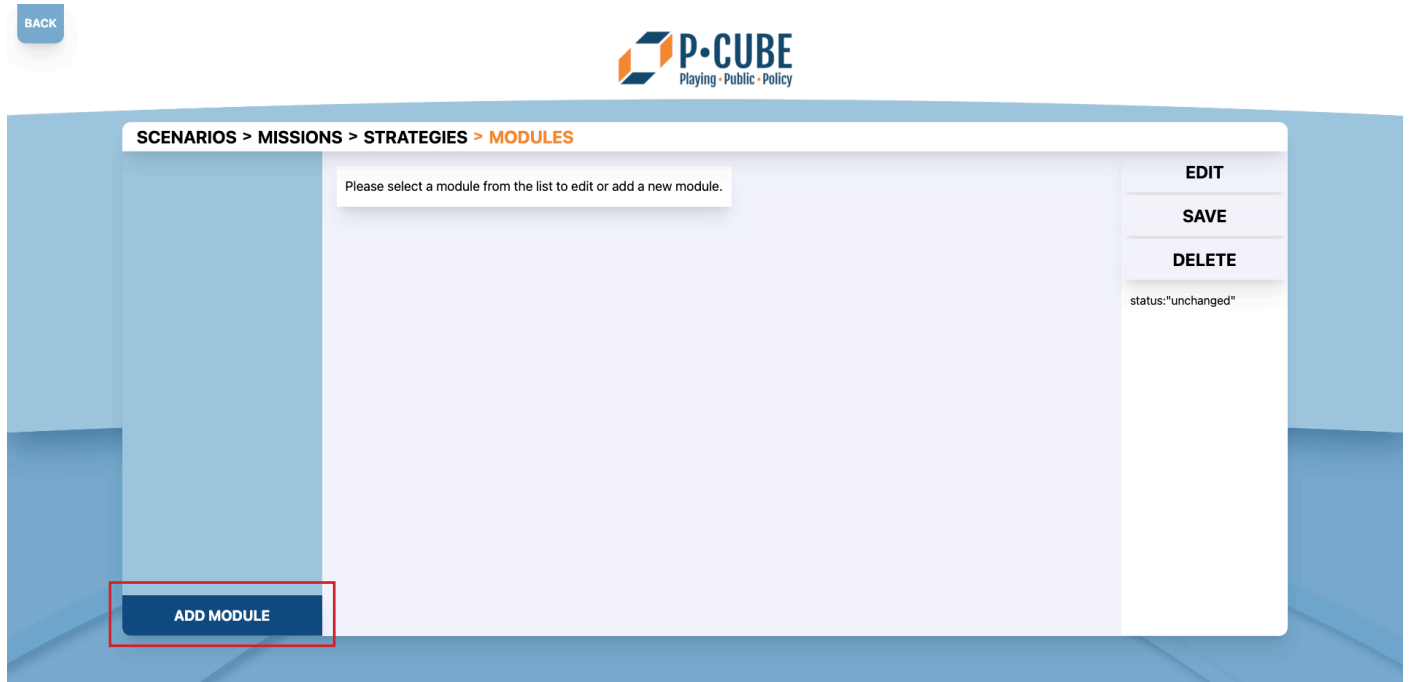 BACK
P•CUBE
Playing • Public • Policy
SCENARIOS > MISSIONS > STRATEGIES > MODULES
Please select a module from the list to edit or add a new module.
EDIT
SAVE
DELETE
status:"unchanged"
ADD MODULE